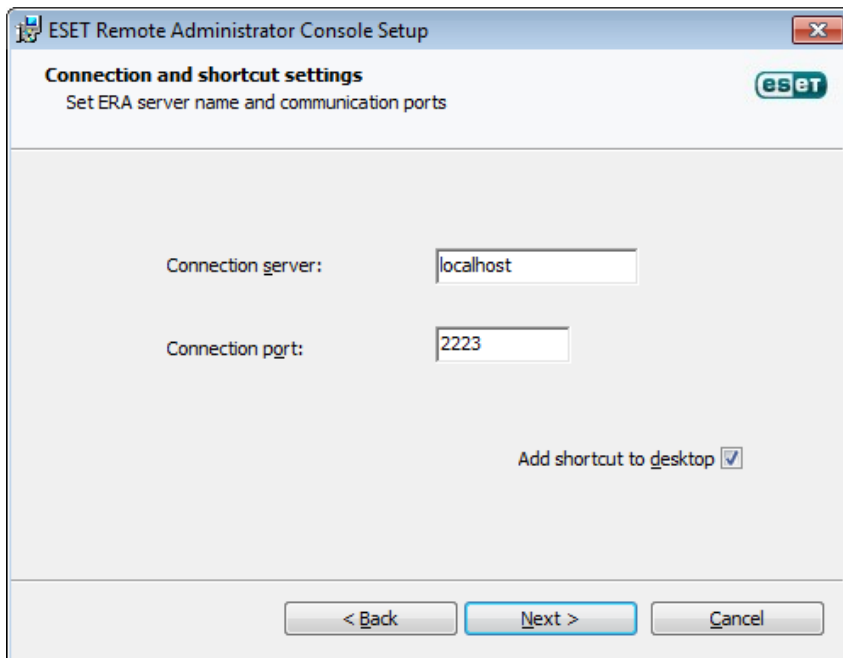 ESET Remote Administrator Console Setup
Connection and shortcut settings
Set ERA server name and communication ports
eset
Connection server:
localhost
Connection port:
2223
Add shortcut to desktop
< Back
Next >
Cancel